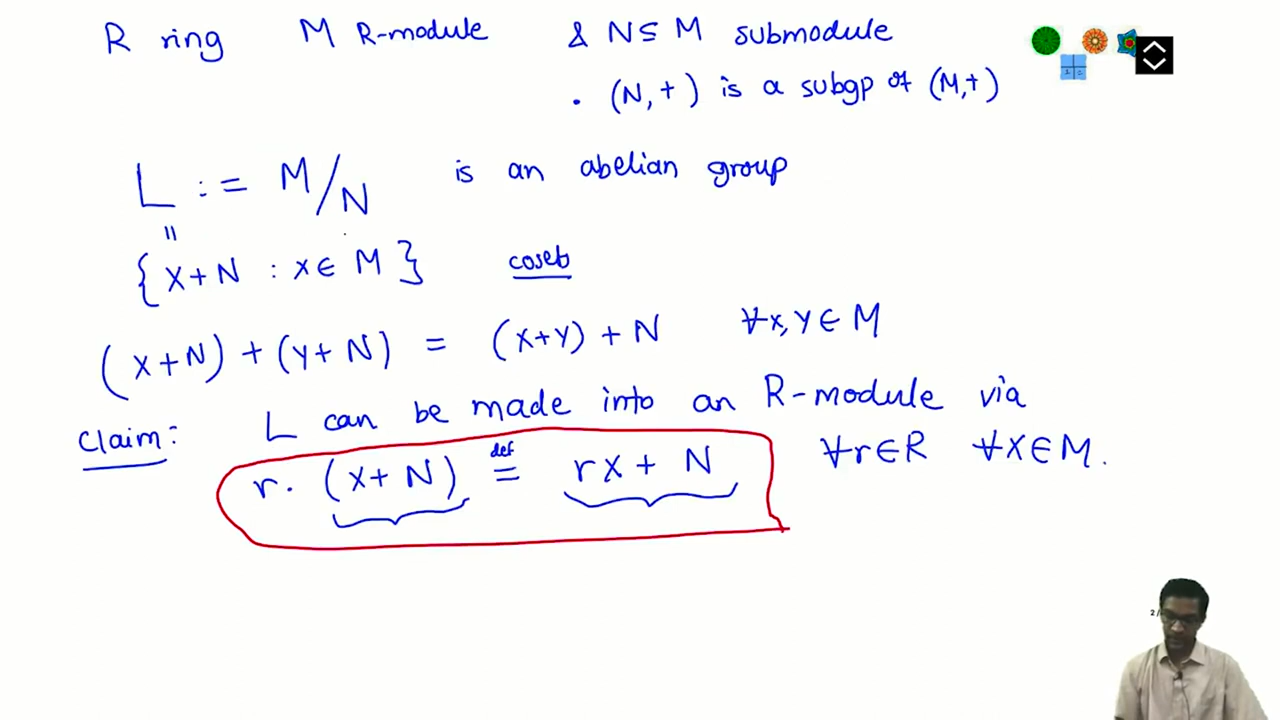 R ring M R-module & N ⊆ M submodule
• (N,+) is a subgp of (M,+)
L := M/N is an abelian group
=
{x+N : x ∈ M} cosets
(x+N) + (y+N) = (x+y) + N ∀x,y ∈ M
Claim: L can be made into an R-module via
r. (x+N) def= rx + N ∀r∈R ∀x∈M.